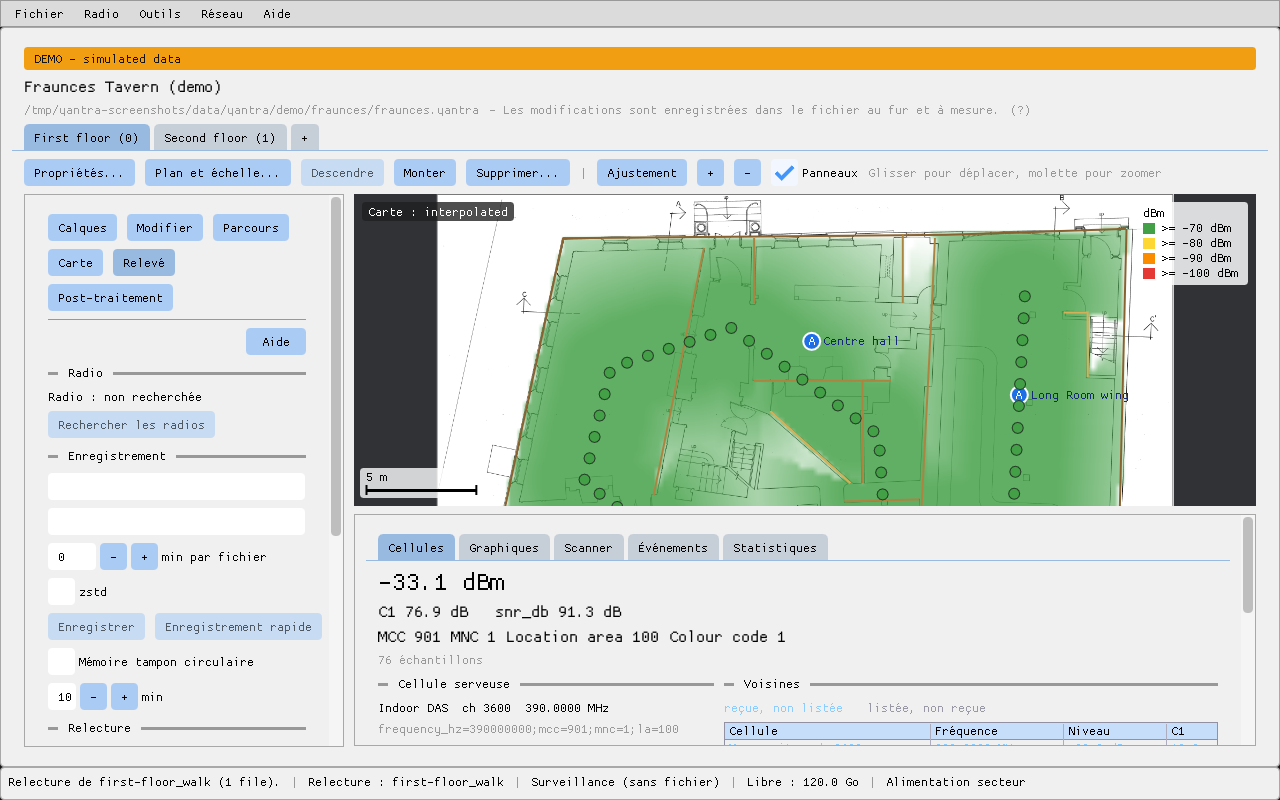 Fichier Radio Outils Réseau Aide
DEMO - simulated data
Fraunces Tavern (demo)
/tmp/yantra-screenshots/data/yantra/demo/fraunces/fraunces.yantra - Les modifications sont enregistrées dans le fichier au fur et à mesure. (?)
First floor (0) Second floor (1) +
Propriétés... Plan et échelle... Descendre Monter Supprimer... | Ajustement + - Panneaux Glisser pour déplacer, molette pour zoomer
Calques Modifier Parcours
Carte Relevé
Post-traitement
Aide
Radio
Radio : non recherchée
Rechercher les radios
Enregistrement
0 - + min par fichier
zstd
Enregistrer Enregistrement rapide
Mémoire tampon circulaire
10 - + min
Relecture
Carte : interpolated
A
B
dBm
>= -70 dBm
>= -80 dBm
>= -90 dBm
>= -100 dBm
C
C'
A Centre hall
A Long Room wing
5 m
Cellules Graphiques Scanner Événements Statistiques
-33.1 dBm
C1 76.9 dB snr_db 91.3 dB
MCC 901 MNC 1 Location area 100 Colour code 1
76 échantillons
Cellule serveuse
Indoor DAS ch 3600 390.0000 MHz
frequency_hz=390000000;mcc=901;mnc=1;la=100
Voisines
reçue, non listée listée, non reçue
Cellule Fréquence Niveau C1
Relecture de first-floor_walk (1 file). | Relecture : first-floor_walk | Surveillance (sans fichier) | Libre : 120.0 Go | Alimentation secteur